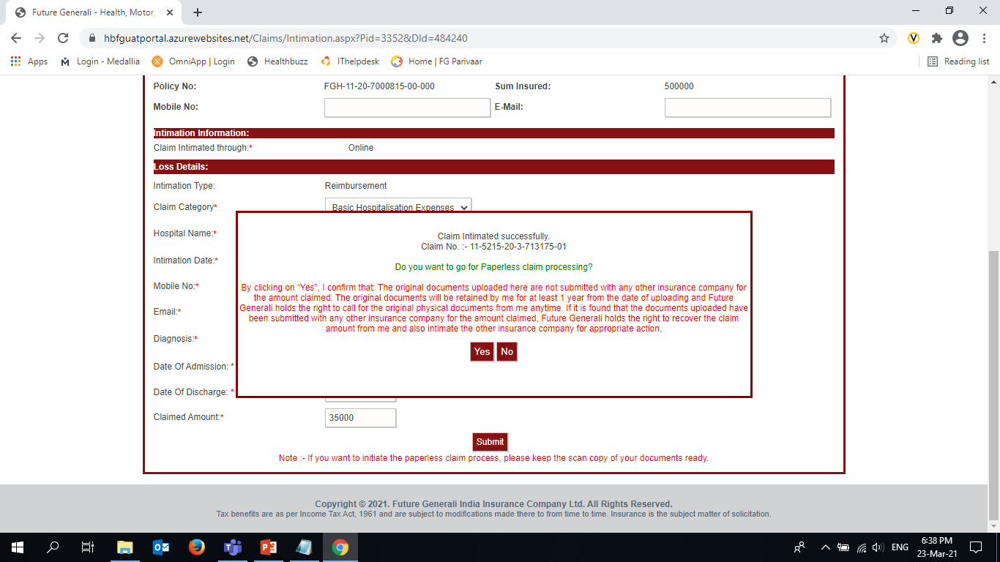 Future Generali - Health, Motor,
hbfguatportal.azurewebsites.net/Claims/Intimation.aspx?Pid=3352&DId=484240
Apps Login - Medallia OmniApp | Login Healthbuzz IThelpdesk Home | FG Parivaar Reading list
Policy No: FGH-11-20-7000815-00-000 Sum Insured: 500000
Mobile No: E-Mail:
Intimation Information:
Claim Intimated through:* Online
Loss Details:
Intimation Type: Reimbursement
Claim Category* Basic Hospitalisation Expenses
Hospital Name:*
Intimation Date:*
Mobile No:*
Email:*
Diagnosis:*
Date Of Admission: *
Date Of Discharge: *
Claim Intimated successfully.
Claim No. :- 11-5215-20-3-713175-01
Do you want to go for Paperless claim processing?
By clicking on “Yes”, I confirm that: The original documents uploaded here are not submitted with any other insurance company for
the amount claimed. The original documents will be retained by me for at least 1 year from the date of uploading and Future
Generali holds the right to call for the original physical documents from me anytime. If it is found that the documents uploaded have
been submitted with any other insurance company for the amount claimed, Future Generali holds the right to recover the claim
amount from me and also intimate the other insurance company for appropriate action.
Yes No
Claimed Amount:* 35000
Submit
Note :- If you want to initiate the paperless claim process, please keep the scan copy of your documents ready.
Copyright © 2021. Future Generali India Insurance Company Ltd. All Rights Reserved.
Tax benefits are as per Income Tax Act, 1961 and are subject to modifications made there to from time to time. Insurance is the subject matter of solicitation.
ENG
6:38 PM
23-Mar-21